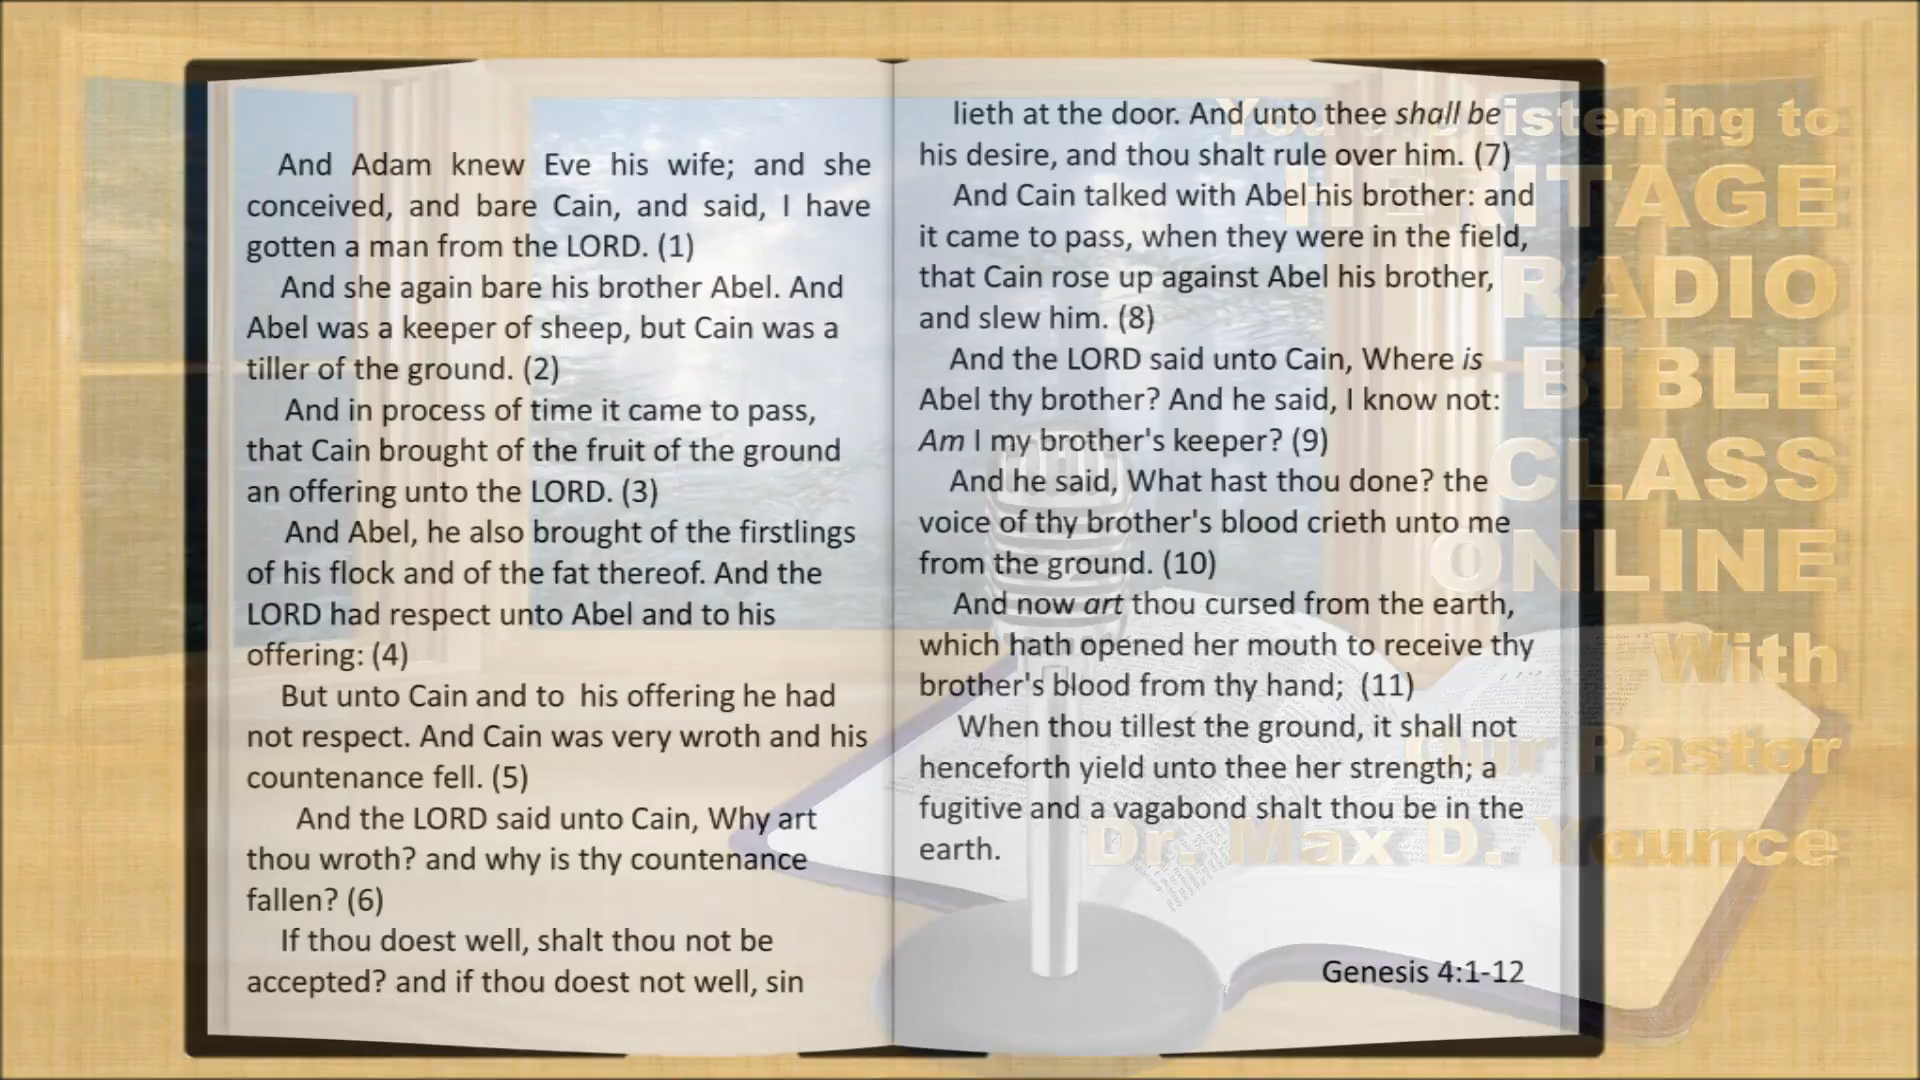 And Adam knew Eve his wife; and she
conceived, and bare Cain, and said, I have
gotten a man from the LORD. (1)
And she again bare his brother Abel. And
Abel was a keeper of sheep, but Cain was a
tiller of the ground. (2)
And in process of time it came to pass,
that Cain brought of the fruit of the ground
an offering unto the LORD. (3)
And Abel, he also brought of the firstlings
of his flock and of the fat thereof. And the
LORD had respect unto Abel and to his
offering: (4)
But unto Cain and to his offering he had
not respect. And Cain was very wroth and his
countenance fell. (5)
And the LORD said unto Cain, Why art
thou wroth? and why is thy countenance
fallen? (6)
If thou doest well, shalt thou not be
accepted? and if thou doest not well, sin
lieth at the door. And unto thee shall be
his desire, and thou shalt rule over him. (7)
And Cain talked with Abel his brother: and
it came to pass, when they were in the field,
that Cain rose up against Abel his brother,
and slew him. (8)
And the LORD said unto Cain, Where is
Abel thy brother? And he said, I know not:
Am I my brother's keeper? (9)
And he said, What hast thou done? the
voice of thy brother's blood crieth unto me
from the ground. (10)
And now art thou cursed from the earth,
which hath opened her mouth to receive thy
brother's blood from thy hand; (11)
When thou tillest the ground, it shall not
henceforth yield unto thee her strength; a
fugitive and a vagabond shalt thou be in the
earth.
Genesis 4:1-12
You are listening to
HERITAGE
RADIO
BIBLE
CLASS
ONLINE
With
Our Pastor
Dr. Max D. Younce